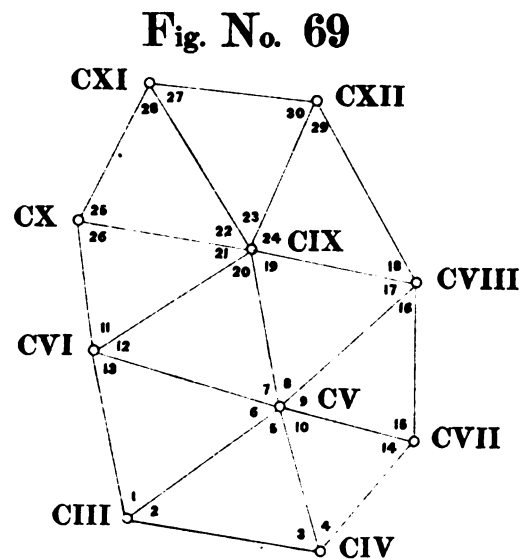 Fig. No. 69
CXI 27
28
30 CXII
29
23
CX 25
26
22 24
21 CIX
20 19
18
17 CVIII
16
11
CVI 12
13
7 8
6 9 CV
5 10
15
14 CVII
1
CIII 2
4
3 CIV